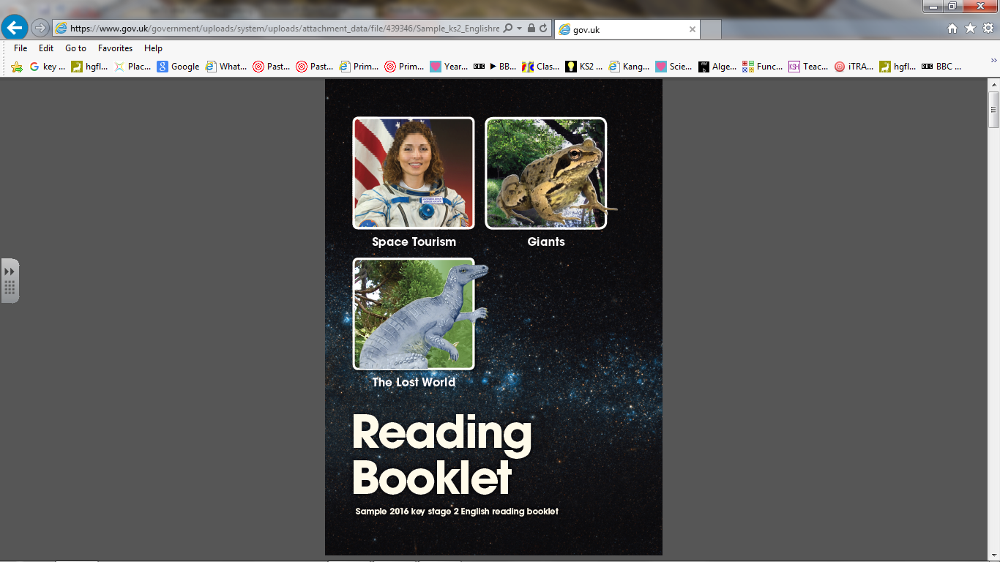 https://www.gov.uk/government/uploads/system/uploads/attachment_data/file/439346/Sample_ks2_Englishre
gov.uk
File Edit Go to Favorites Help
key ... hgfl... Plac... Google What... Past... Past... Prim... Prim... Year... BBC BB... Clas... KS2 ... Kang... Scie... Alge... Func... KSH Teac... iTRA... hgfl... BBC BBC ...
Space Tourism Giants
The Lost World
Reading
Booklet
Sample 2016 key stage 2 English reading booklet